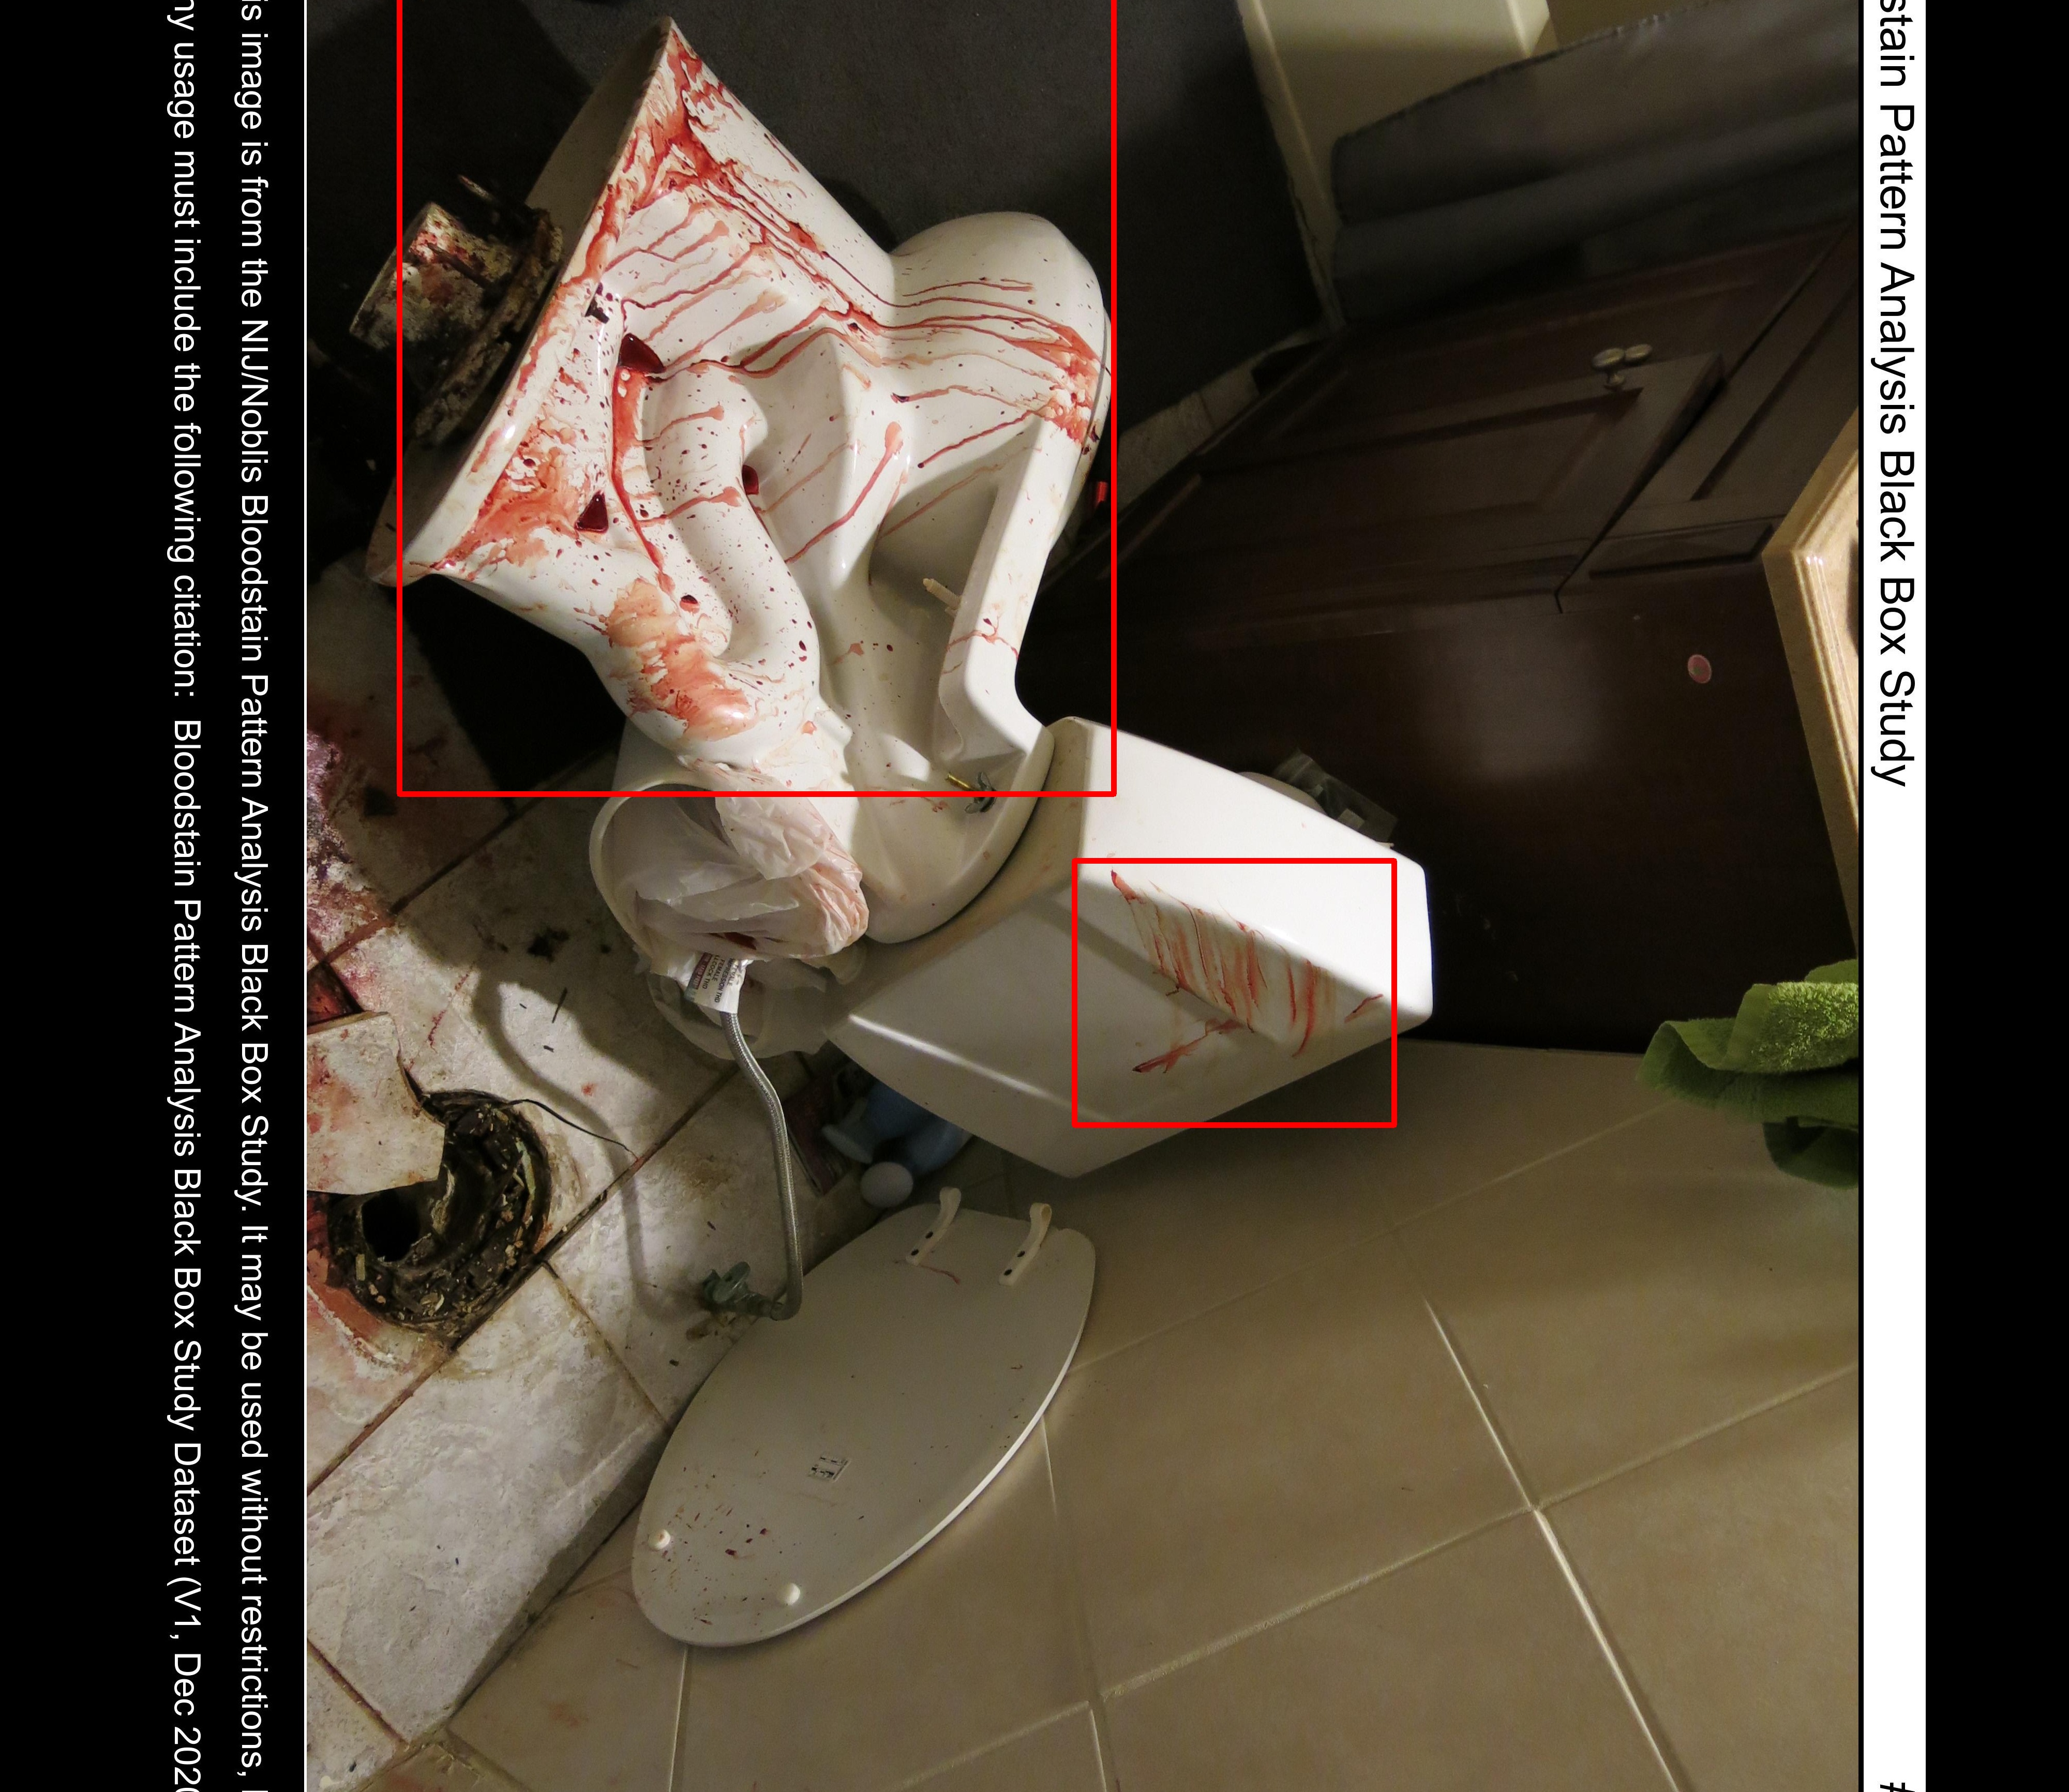 stain Pattern Analysis Black Box Study
#
is image is from the NIJ/Noblis Bloodstain Pattern Analysis Black Box Study. It may be used without restrictions,
ny usage must include the following citation: Bloodstain Pattern Analysis Black Box Study Dataset (V1, Dec 2020